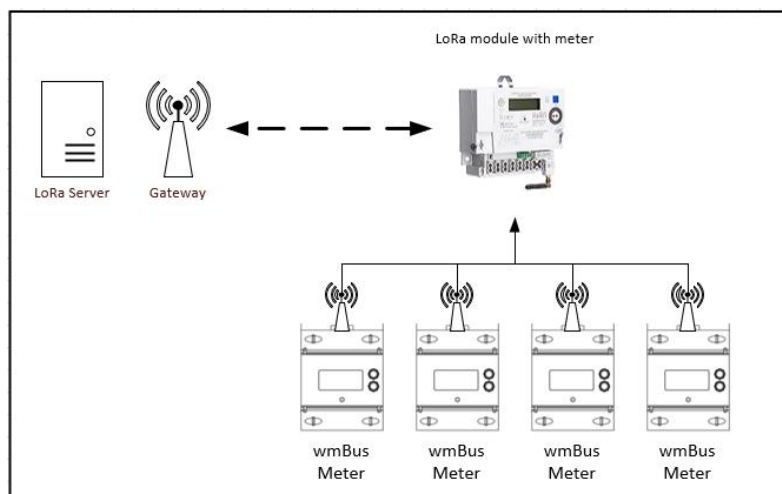 LoRa module with meter
LoRa Server
Gateway
wmBus
Meter
wmBus
Meter
wmBus
Meter
wmBus
Meter